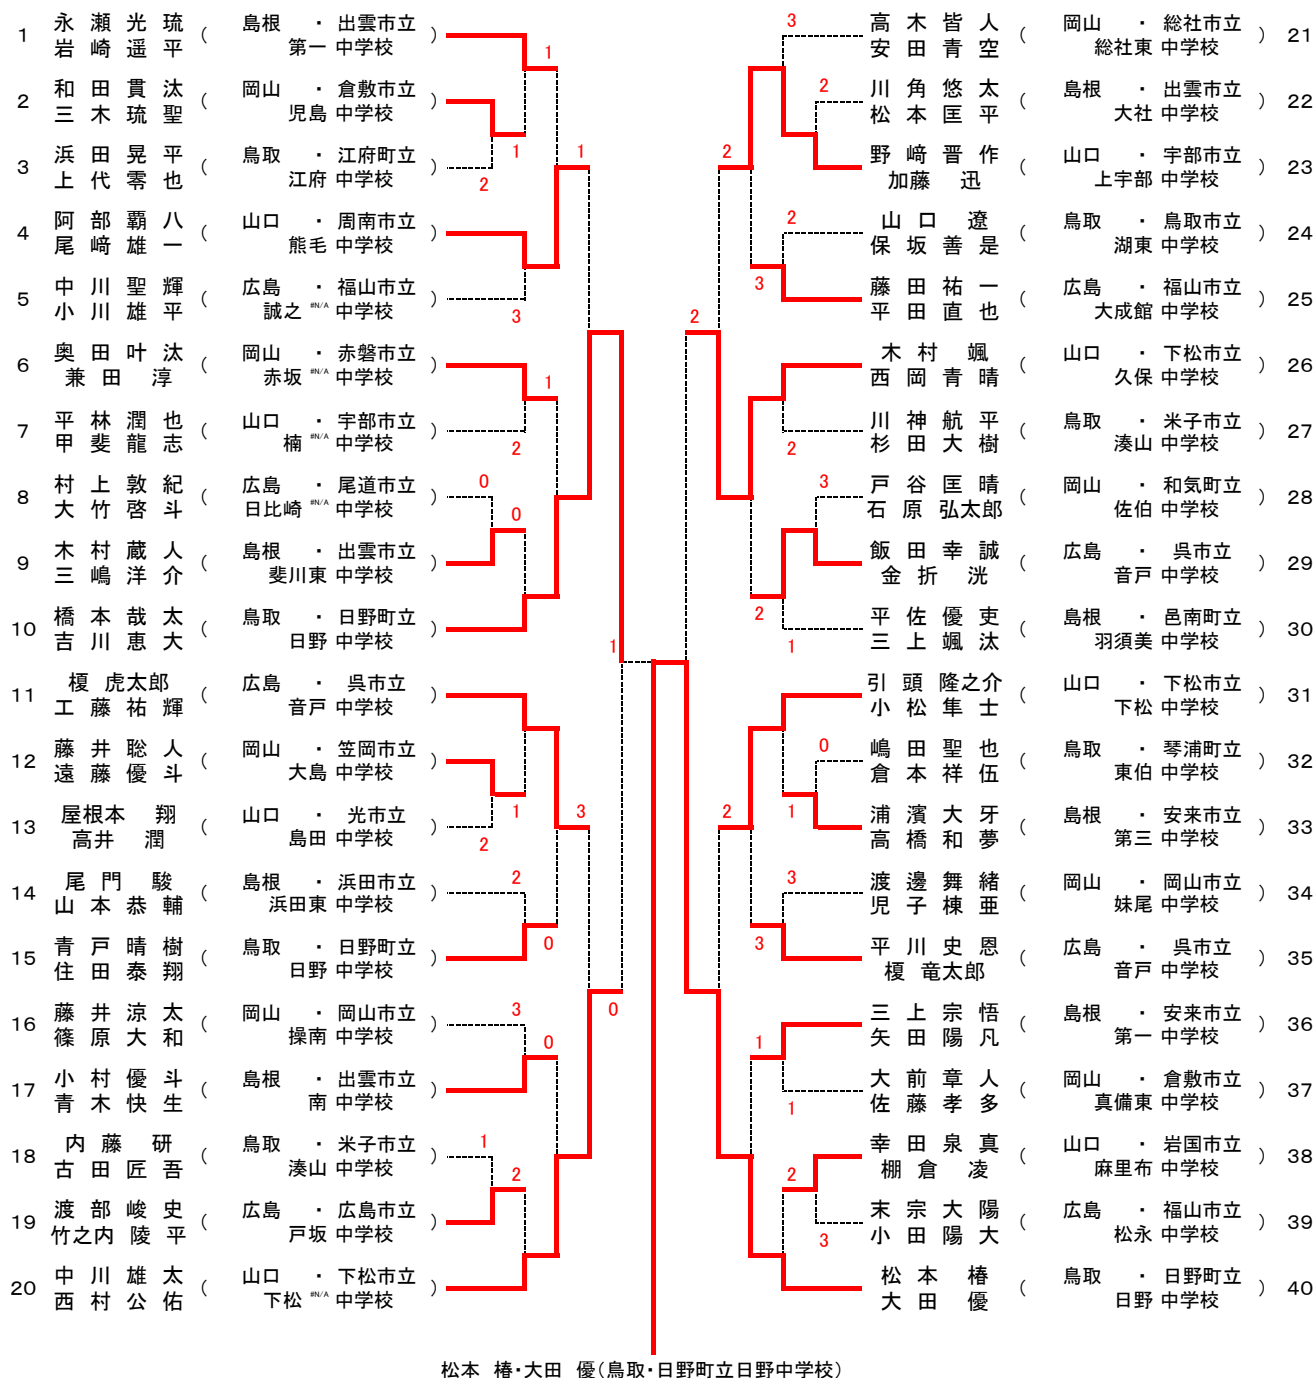 1 永瀬光琉 岩崎遥平 ( 島根 ・ 出雲市立 第一 中学校 )
2 和田貫汰 三木琉聖 ( 岡山 ・ 倉敷市立 児島 中学校 )
3 浜田晃平 上代零也 ( 鳥取 ・ 江府町立 江府 中学校 )
4 阿部覇八 尾﨑雄一 ( 山口 ・ 周南市立 熊毛 中学校 )
5 中川聖輝 小川雄平 ( 広島 ・ 福山市立 誠之 #N/A 中学校 )
6 奥田叶汰 兼田淳 ( 岡山 ・ 赤磐市立 赤坂 #N/A 中学校 )
7 平林潤也 甲斐龍志 ( 山口 ・ 宇部市立 楠 #N/A 中学校 )
8 村上敦紀 大竹啓斗 ( 広島 ・ 尾道市立 日比崎 #N/A 中学校 )
9 木村蔵人 三嶋洋介 ( 島根 ・ 出雲市立 斐川東 中学校 )
10 橋本哉太 吉川恵大 ( 鳥取 ・ 日野町立 日野 中学校 )
11 榎虎太郎 工藤祐輝 ( 広島 ・ 呉市立 音戸 中学校 )
12 藤井聡人 遠藤優斗 ( 岡山 ・ 笠岡市立 大島 中学校 )
13 屋根本翔 高井潤 ( 山口 ・ 光市立 島田 中学校 )
14 尾門駿 山本恭輔 ( 島根 ・ 浜田市立 浜田東 中学校 )
15 青戸晴樹 住田泰翔 ( 鳥取 ・ 日野町立 日野 中学校 )
16 藤井涼太 篠原大和 ( 岡山 ・ 岡山市立 操南 中学校 )
17 小村優斗 青木快生 ( 島根 ・ 出雲市立 南 中学校 )
18 内藤研 古田匠吾 ( 鳥取 ・ 米子市立 湊山 中学校 )
19 渡部峻史 竹之内陵平 ( 広島 ・ 広島市立 戸坂 中学校 )
20 中川雄太 西村公佑 ( 山口 ・ 下松市立 下松 #N/A 中学校 )
1
1
2
1
3
1
2
0
0
1
1
2
3
2
0
3
0
0
1
2
3
2
2
2
3
2
2
3
2
1
0
1
2
3
3
1
1
2
3
高木皆人 安田青空 ( 岡山 ・ 総社市立 総社東 中学校 ) 21
川角悠太 松本匡平 ( 島根 ・ 出雲市立 大社 中学校 ) 22
野﨑晋作 加藤迅 ( 山口 ・ 宇部市立 上宇部 中学校 ) 23
山口遼 保坂善是 ( 鳥取 ・ 鳥取市立 湖東 中学校 ) 24
藤田祐一 平田直也 ( 広島 ・ 福山市立 大成館 中学校 ) 25
木村颯 西岡青晴 ( 山口 ・ 下松市立 久保 中学校 ) 26
川神航平 杉田大樹 ( 鳥取 ・ 米子市立 湊山 中学校 ) 27
戸谷匡晴 石原弘太郎 ( 岡山 ・ 和気町立 佐伯 中学校 ) 28
飯田幸誠 金折洸 ( 広島 ・ 呉市立 音戸 中学校 ) 29
平佐優吏 三上颯汰 ( 島根 ・ 邑南町立 羽須美 中学校 ) 30
引頭隆之介 小松隼士 ( 山口 ・ 下松市立 下松 中学校 ) 31
嶋田聖也 倉本祥伍 ( 鳥取 ・ 琴浦町立 東伯 中学校 ) 32
浦濱大牙 高橋和夢 ( 島根 ・ 安来市立 第三 中学校 ) 33
渡邊舞緒 児子棟亜 ( 岡山 ・ 岡山市立 妹尾 中学校 ) 34
平川史恩 榎竜太郎 ( 広島 ・ 呉市立 音戸 中学校 ) 35
三上宗悟 矢田陽凡 ( 島根 ・ 安来市立 第一 中学校 ) 36
大前章人 佐藤孝多 ( 岡山 ・ 倉敷市立 真備東 中学校 ) 37
幸田泉真 棚倉凌 ( 山口 ・ 岩国市立 麻里布 中学校 ) 38
末宗大陽 小田陽大 ( 広島 ・ 福山市立 松永 中学校 ) 39
松本椿 大田優 ( 鳥取 ・ 日野町立 日野 中学校 ) 40
松本 椿・大田 優(鳥取・日野町立日野中学校)